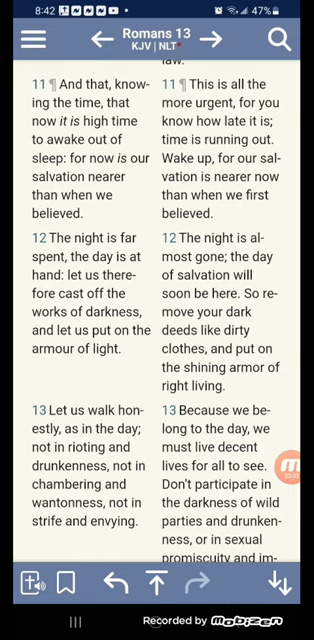 8:42
47%
Romans 13
KJV | NLT*
law.
11 ¶ And that, know-
ing the time, that
now it is high time
to awake out of
sleep: for now is our
salvation nearer
than when we
believed.
11 ¶ This is all the
more urgent, for you
know how late it is;
time is running out.
Wake up, for our sal-
vation is nearer now
than when we first
believed.
12 The night is far
spent, the day is at
hand: let us there-
fore cast off the
works of darkness,
and let us put on the
armour of light.
12 The night is al-
most gone; the day
of salvation will
soon be here. So re-
move your dark
deeds like dirty
clothes, and put on
the shining armor of
right living.
13 Let us walk hon-
estly, as in the day;
not in rioting and
drunkenness, not in
chambering and
wantonness, not in
strife and envying.
13 Because we be-
long to the day, we
must live decent
lives for all to see.
Don't participate in
the darkness of wild
parties and drunken-
ness, or in sexual
promiscuity and im-
Recorded by mobizen